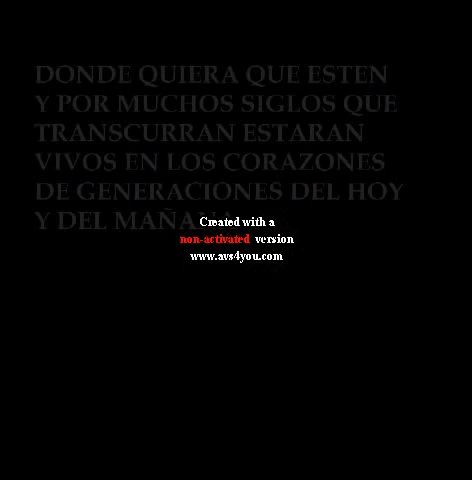 DONDE QUIERA QUE ESTEN
Y POR MUCHOS SIGLOS QUE
TRANSCURRAN ESTARAN
VIVOS EN LOS CORAZONES
DE GENERACIONES DEL HOY
Y DEL MAÑANA
Created with a
non-activated version
www.avs4you.com